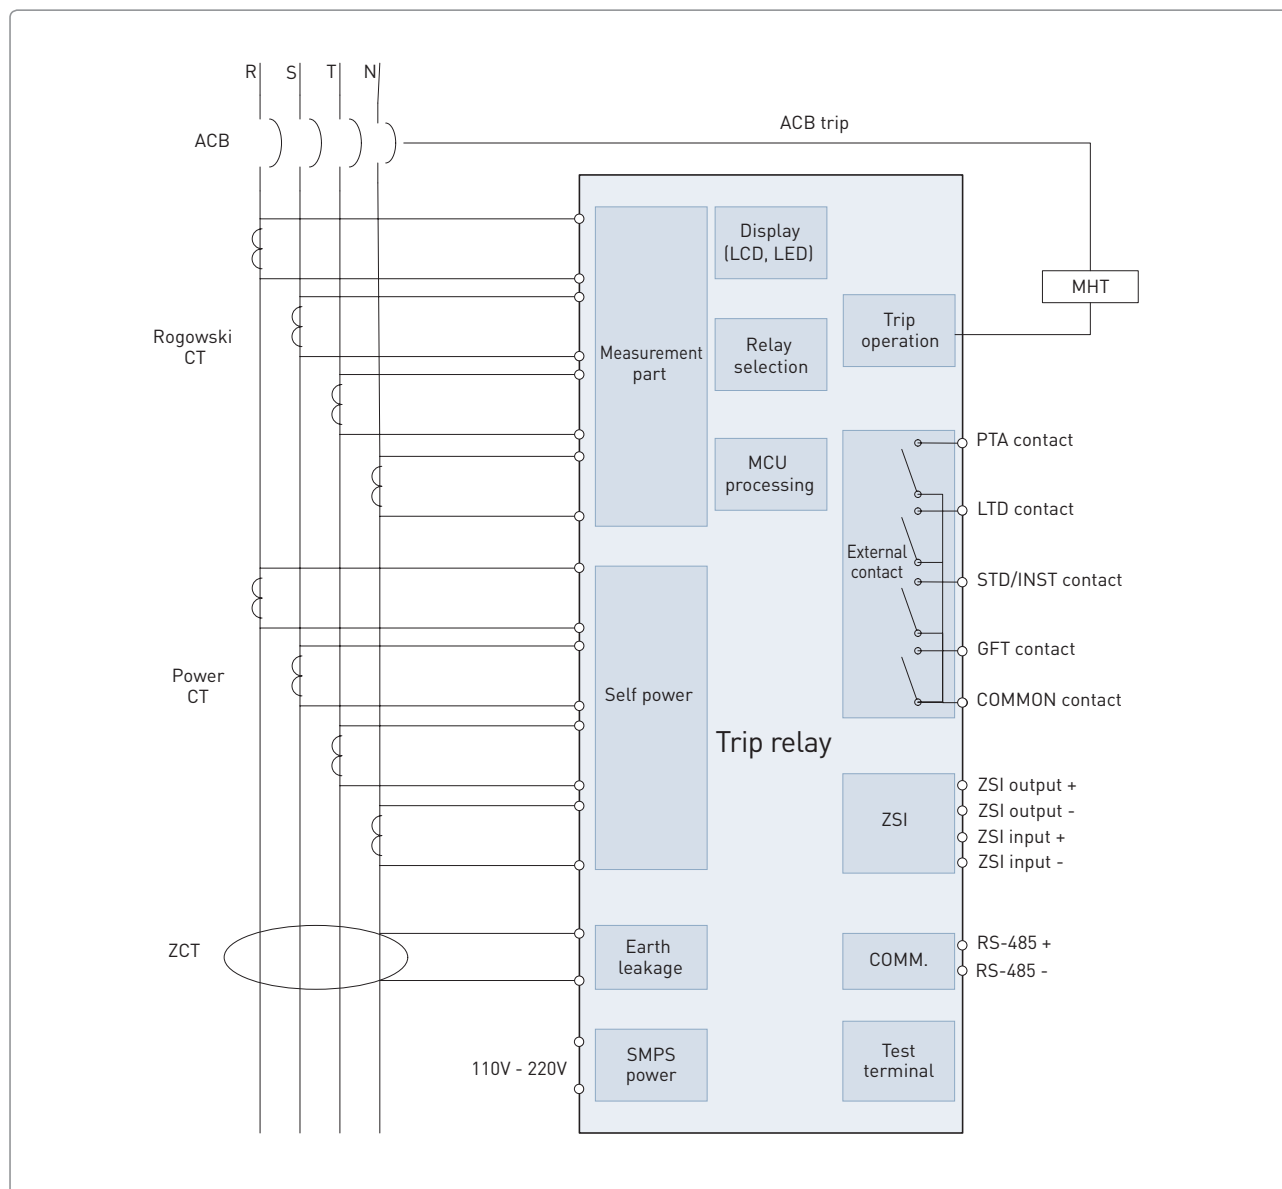 R S T N
ACB
ACB trip
Display
(LCD, LED)
MHT
Trip
operation
Rogowski
CT
Measurement
part
Relay
selection
MCU
processing
PTA contact
LTD contact
External
contact
STD/INST contact
GFT contact
COMMON contact
Power
CT
Self power
Trip relay
ZSI
ZSI output +
ZSI output -
ZSI input +
ZSI input -
ZCT
Earth
leakage
COMM.
RS-485 +
RS-485 -
110V - 220V
SMPS
power
Test
terminal